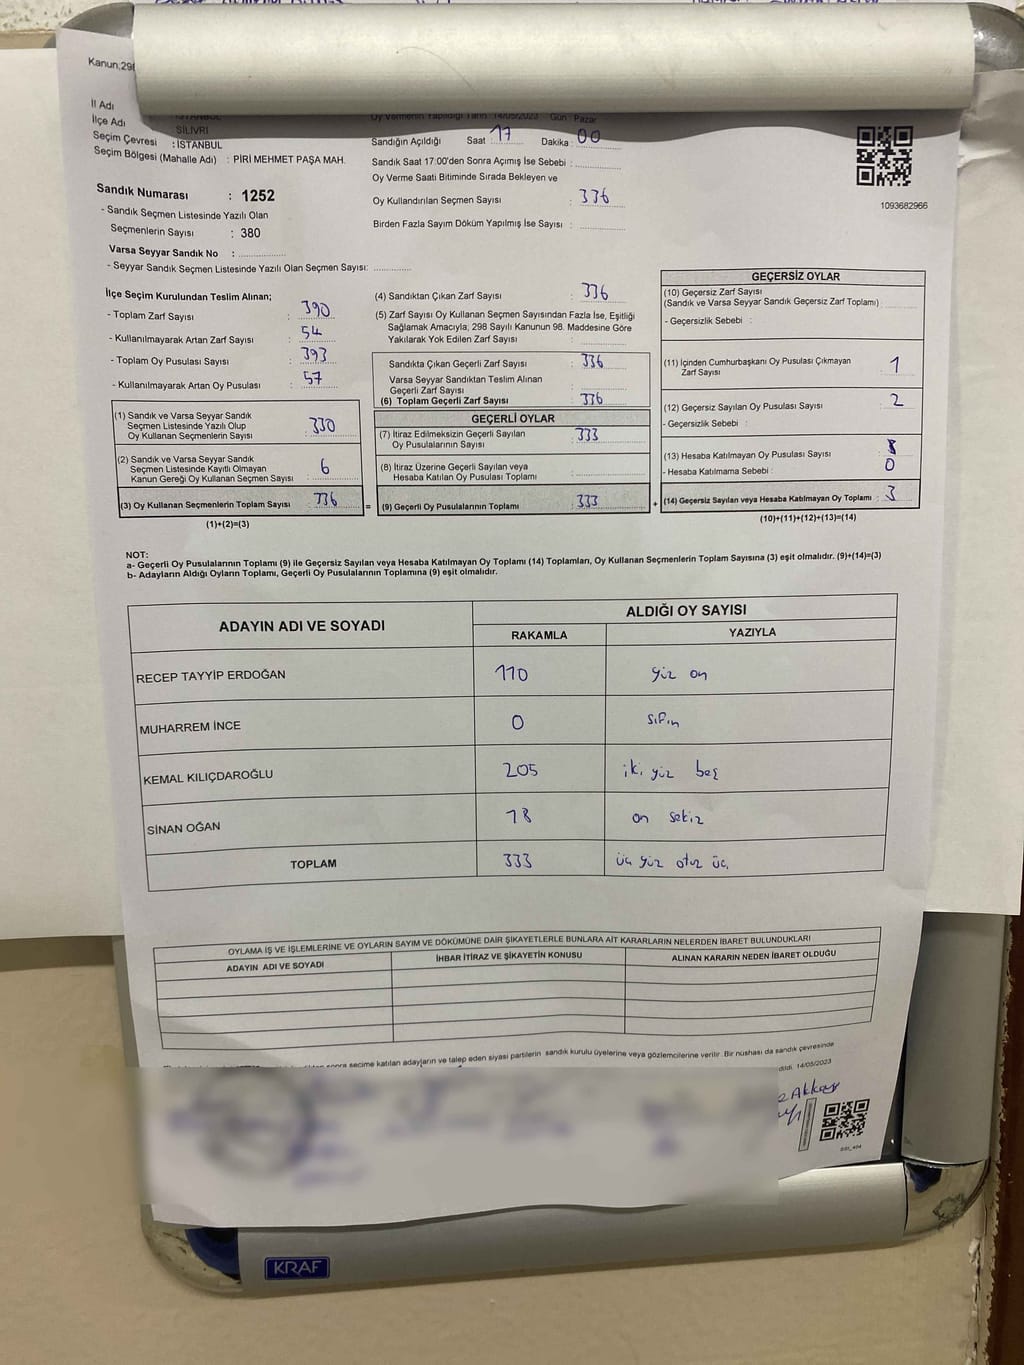 Kanun,298
İl Adı
İlçe Adı
SİLİVRİ
Seçim Çevresi : İSTANBUL
Seçim Bölgesi (Mahalle Adı) : PİRİ MEHMET PAŞA MAH.
Sandık Numarası : 1252
- Sandık Seçmen Listesinde Yazılı Olan
Seçmenlerin Sayısı : 380
Varsa Seyyar Sandık No :
- Seyyar Sandık Seçmen Listesinde Yazılı Olan Seçmen Sayısı:
Oy Vermenin Yapıldığı Tarih 14/05/2023 Gün : Pazar
Sandığın Açıldığı Saat 17 Dakika : 00
Sandık Saat 17:00'den Sonra Açımış İse Sebebi :
Oy Verme Saati Bitiminde Sırada Bekleyen ve
Oy Kullandırılan Seçmen Sayısı : 336
Birden Fazla Sayım Döküm Yapılmış İse Sayısı :
1093682966
İlçe Seçim Kurulundan Teslim Alınan;
- Toplam Zarf Sayısı : 390
- Kullanılmayarak Artan Zarf Sayısı : 54
- Toplam Oy Pusulası Sayısı : 393
- Kullanılmayarak Artan Oy Pusulası : 57
(1) Sandık ve Varsa Seyyar Sandık
Seçmen Listesinde Yazılı Olup
Oy Kullanan Seçmenlerin Sayısı : 330
(2) Sandık ve Varsa Seyyar Sandık
Seçmen Listesinde Kayıtlı Olmayan
Kanun Gereği Oy Kullanan Seçmen Sayısı : 6
(3) Oy Kullanan Seçmenlerin Toplam Sayısı : 336
(1)+(2)=(3)
(4) Sandıktan Çıkan Zarf Sayısı : 336
(5) Zarf Sayısı Oy Kullanan Seçmen Sayısından Fazla İse, Eşitliği
Sağlamak Amacıyla, 298 Sayılı Kanunun 98. Maddesine Göre
Yakılarak Yok Edilen Zarf Sayısı :
Sandıkta Çıkan Geçerli Zarf Sayısı : 336
Varsa Seyyar Sandıktan Teslim Alınan
Geçerli Zarf Sayısı :
(6) Toplam Geçerli Zarf Sayısı : 336
GEÇERLİ OYLAR
(7) İtiraz Edilmeksizin Geçerli Sayılan
Oy Pusulalarının Sayısı : 333
(8) İtiraz Üzerine Geçerli Sayılan veya
Hesaba Katılan Oy Pusulası Toplamı :
= (9) Geçerli Oy Pusulalarının Toplamı : 333
GEÇERSİZ OYLAR
(10) Geçersiz Zarf Sayısı
(Sandık ve Varsa Seyyar Sandık Geçersiz Zarf Toplamı)
- Geçersizlik Sebebi :
(11) İçinden Cumhurbaşkanı Oy Pusulası Çıkmayan
Zarf Sayısı : 1
(12) Geçersiz Sayılan Oy Pusulası Sayısı : 2
- Geçersizlik Sebebi :
(13) Hesaba Katılmayan Oy Pusulası Sayısı :
- Hesaba Katılmama Sebebi : 0
+ (14) Geçersiz Sayılan veya Hesaba Katılmayan Oy Toplamı : 3
(10)+(11)+(12)+(13)=(14)
NOT:
a- Geçerli Oy Pusulalarının Toplamı (9) ile Geçersiz Sayılan veya Hesaba Katılmayan Oy Toplamı (14) Toplamları, Oy Kullanan Seçmenlerin Toplam Sayısına (3) eşit olmalıdır. (9)+(14)=(3)
b- Adayların Aldığı Oyların Toplamı, Geçerli Oy Pusulalarının Toplamına (9) eşit olmalıdır.
ADAYIN ADI VE SOYADI ALDIĞI OY SAYISI
RAKAMLA YAZIYLA
RECEP TAYYİP ERDOĞAN 110 yüz on
MUHARREM İNCE 0 sıfır
KEMAL KILIÇDAROĞLU 205 iki yüz beş
SİNAN OĞAN 18 on sekiz
TOPLAM 333 üç yüz otuz üç
OYLAMA İŞ VE İŞLEMLERİNE VE OYLARIN SAYIM VE DÖKÜMÜNE DAİR ŞİKAYETLERLE BUNLARA AİT KARARLARIN NELERDEN İBARET BULUNDUKLARI
ADAYIN ADI VE SOYADI İHBAR İTİRAZ VE ŞİKAYETİN KONUSU ALINAN KARARIN NEDEN İBARET OLDUĞU
sonra seçime katılan adayların ve talep eden siyasi partilerin sandık kurulu üyelerine veya gözlemcilerine verilir. Bir nüshası da sandık çevresinde
14/05/2023
Akkaya
KRAF